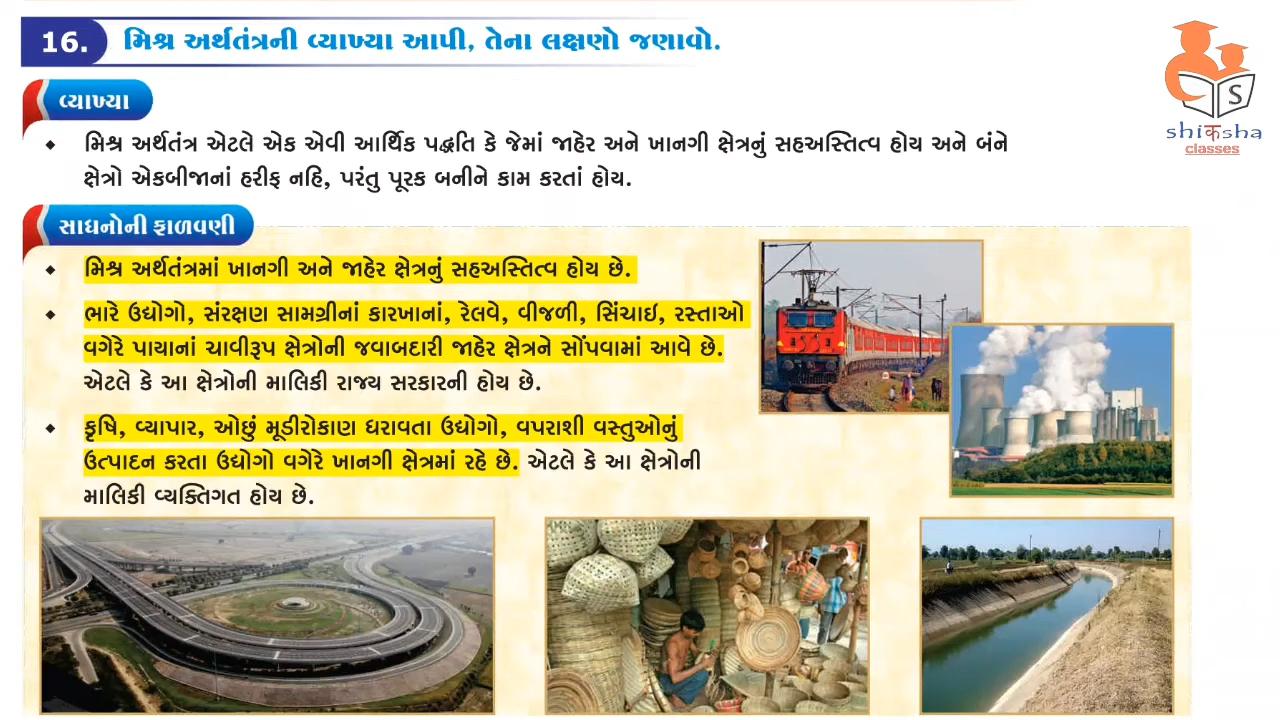 16. મિશ્ર અર્થતંત્રની વ્યાખ્યા આપી, તેના લક્ષણો જણાવો.
વ્યાખ્યા
◆ મિશ્ર અર્થતંત્ર એટલે એક એવી આર્થિક પદ્ધતિ કે જેમાં જાહેર અને ખાનગી ક્ષેત્રનું સહઅસ્તિત્વ હોય અને બંને
ક્ષેત્રો એકબીજાનાં હરીફ નહિ, પરંતુ પૂરક બનીને કામ કરતાં હોય.
સાધનોની ફાળવણી
◆ મિશ્ર અર્થતંત્રમાં ખાનગી અને જાહેર ક્ષેત્રનું સહઅસ્તિત્વ હોય છે.
◆ ભારે ઉદ્યોગો, સંરક્ષણ સામગ્રીનાં કારખાનાં, રેલવે, વીજળી, સિંચાઇ, રસ્તાઓ
વગેરે પાયાનાં ચાવીરૂપ ક્ષેત્રોની જવાબદારી જાહેર ક્ષેત્રને સોંપવામાં આવે છે.
એટલે કે આ ક્ષેત્રોની માલિકી રાજ્ય સરકારની હોય છે.
◆ કૃષિ, વ્યાપાર, ઓછું મૂડીરોકાણ ધરાવતા ઉદ્યોગો, વપરાશી વસ્તુઓનું
ઉત્પાદન કરતા ઉદ્યોગો વગેરે ખાનગી ક્ષેત્રમાં રહે છે. એટલે કે આ ક્ષેત્રોની
માલિકી વ્યક્તિગત હોય છે.
S
shiकsha
classes